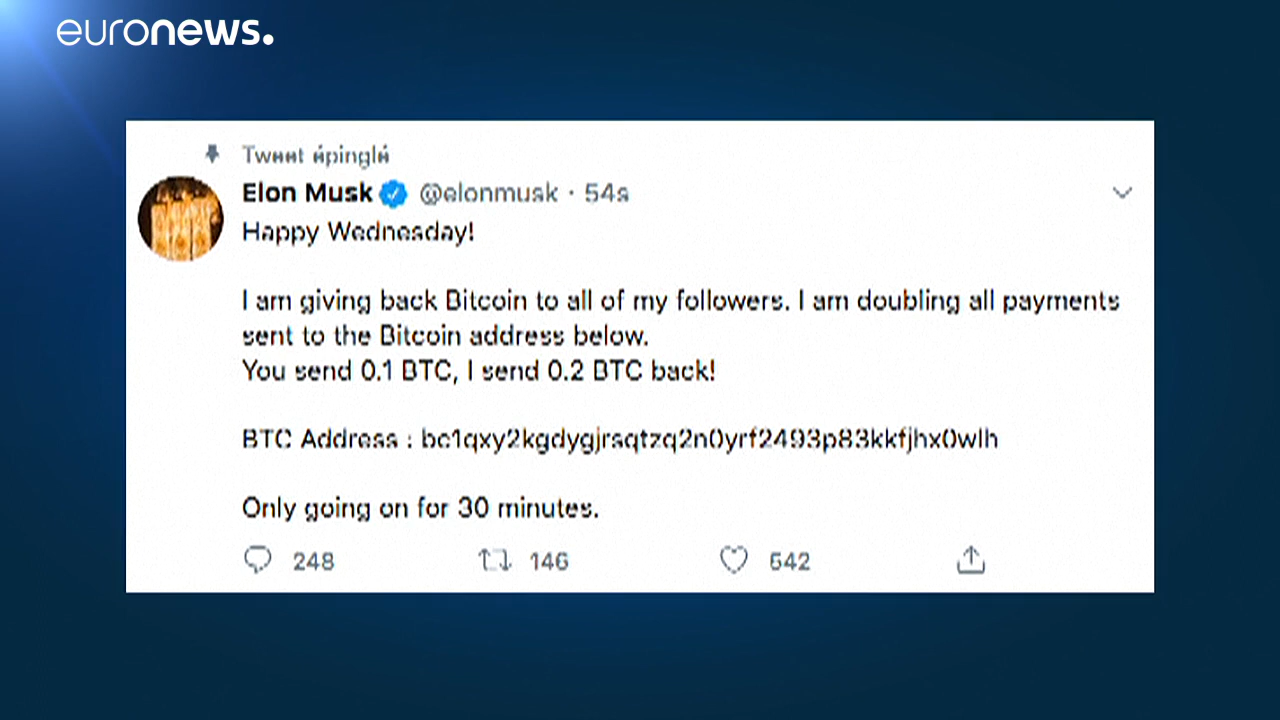 euronews.
Tweet épinglé
Elon Musk @elonmusk · 54s
Happy Wednesday!
I am giving back Bitcoin to all of my followers. I am doubling all payments
sent to the Bitcoin address below.
You send 0.1 BTC, I send 0.2 BTC back!
BTC Address : bc1qxy2kgdygjrsqtzq2n0yrf2493p83kkfjhx0wlh
Only going on for 30 minutes.
248 146 542